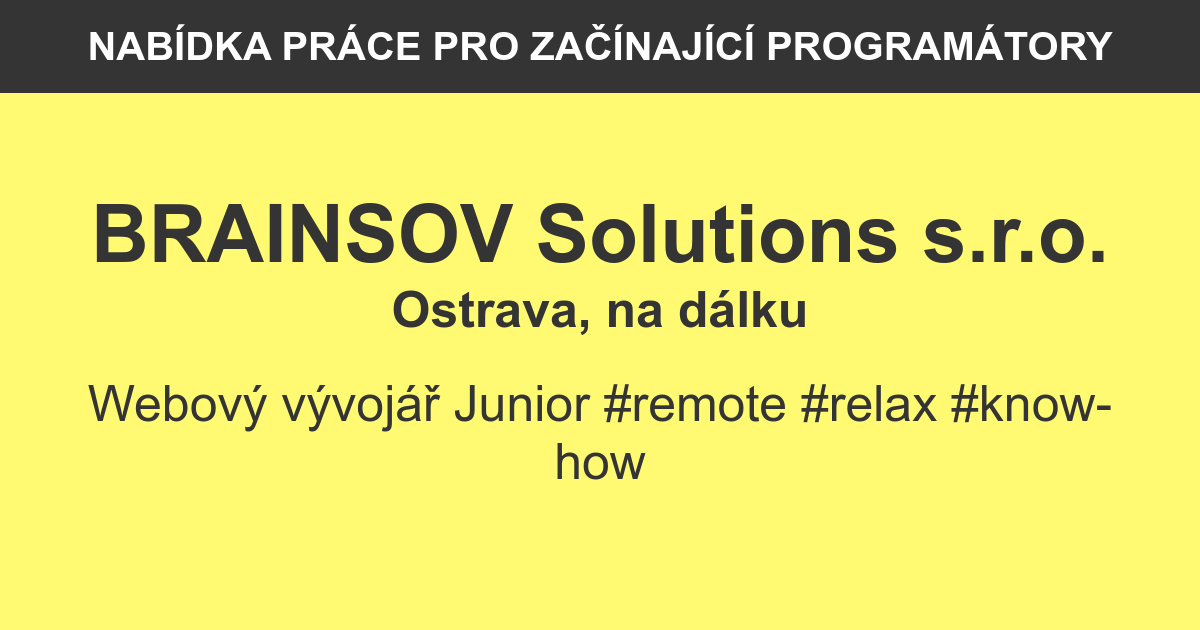 NABÍDKA PRÁCE PRO ZAČÍNAJÍCÍ PROGRAMÁTORY
BRAINSOV Solutions s.r.o.
Ostrava, na dálku
Webový vývojář Junior #remote #relax #know-
how